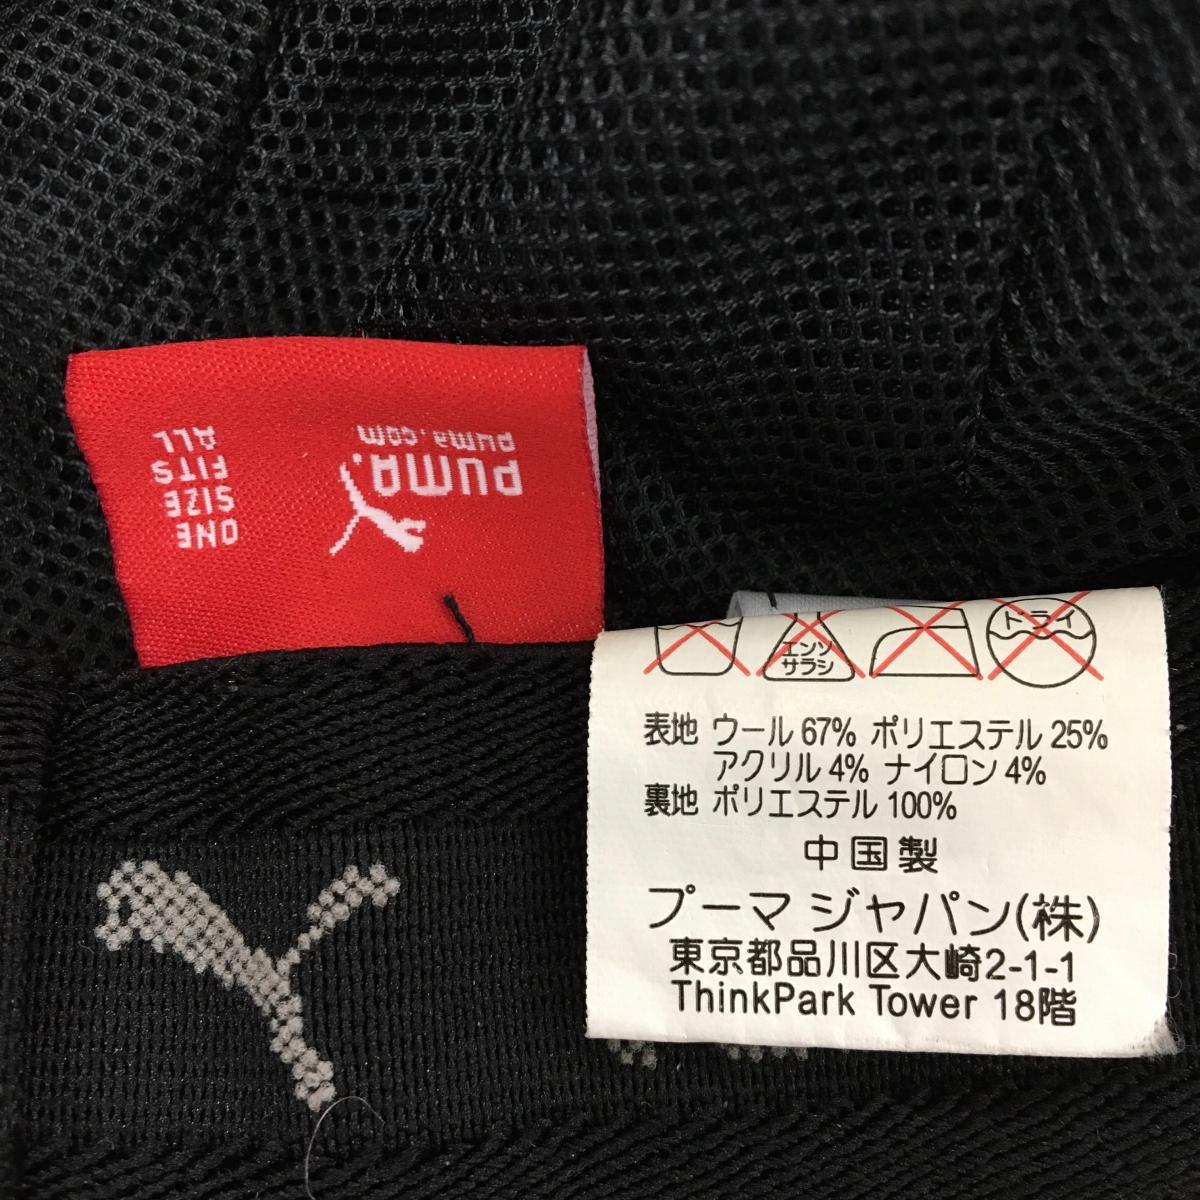 PUMA.
puma.com
ONE
SIZE
FITS
ALL
エンソ
サラシ
ドライ
表地 ウール 67% ポリエステル 25%
アクリル 4% ナイロン 4%
裏地 ポリエステル 100%
中国製
プーマ ジャパン(株)
東京都品川区大崎2-1-1
ThinkPark Tower 18階